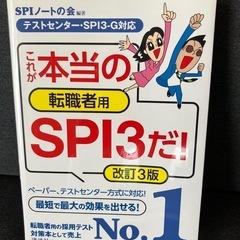 SPIノートの会 編著
テストセンター・SPI3-G対応
これが
本当の
転職者用
SPI3だ!
改訂3版
ペーパー、テストセンター方式に対応!
最短で最大の効果を出せる!
転職者用の採用テスト
対策本として売上
No.1